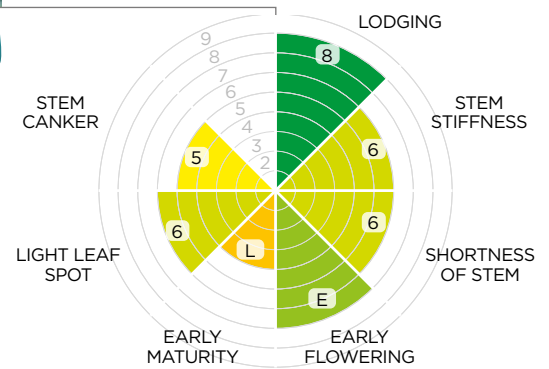 LODGING
9
8
7
6
5
4
3
2
8
STEM
CANKER
STEM
STIFFNESS
5
6
6
6
LIGHT LEAF
SPOT
SHORTNESS
OF STEM
L
E
EARLY
MATURITY
EARLY
FLOWERING